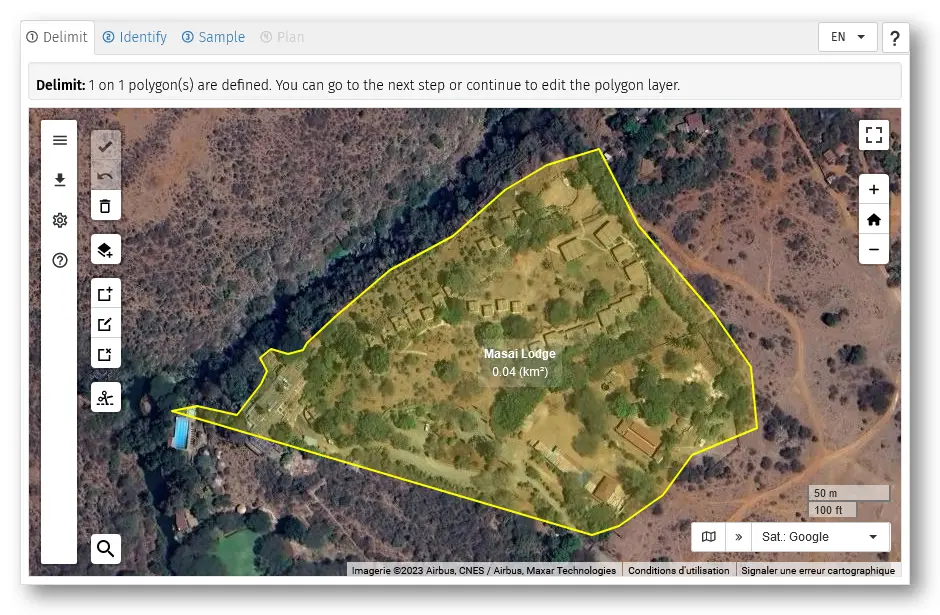 ① Delimit ② Identify ③ Sample ④ Plan EN ?
Delimit: 1 on 1 polygon(s) are defined. You can go to the next step or continue to edit the polygon layer.
Masai Lodge
0.04 (km²)
50 m
100 ft
» Sat.: Google
Imagerie ©2023 Airbus, CNES / Airbus, Maxar Technologies Conditions d'utilisation Signaler une erreur cartographique